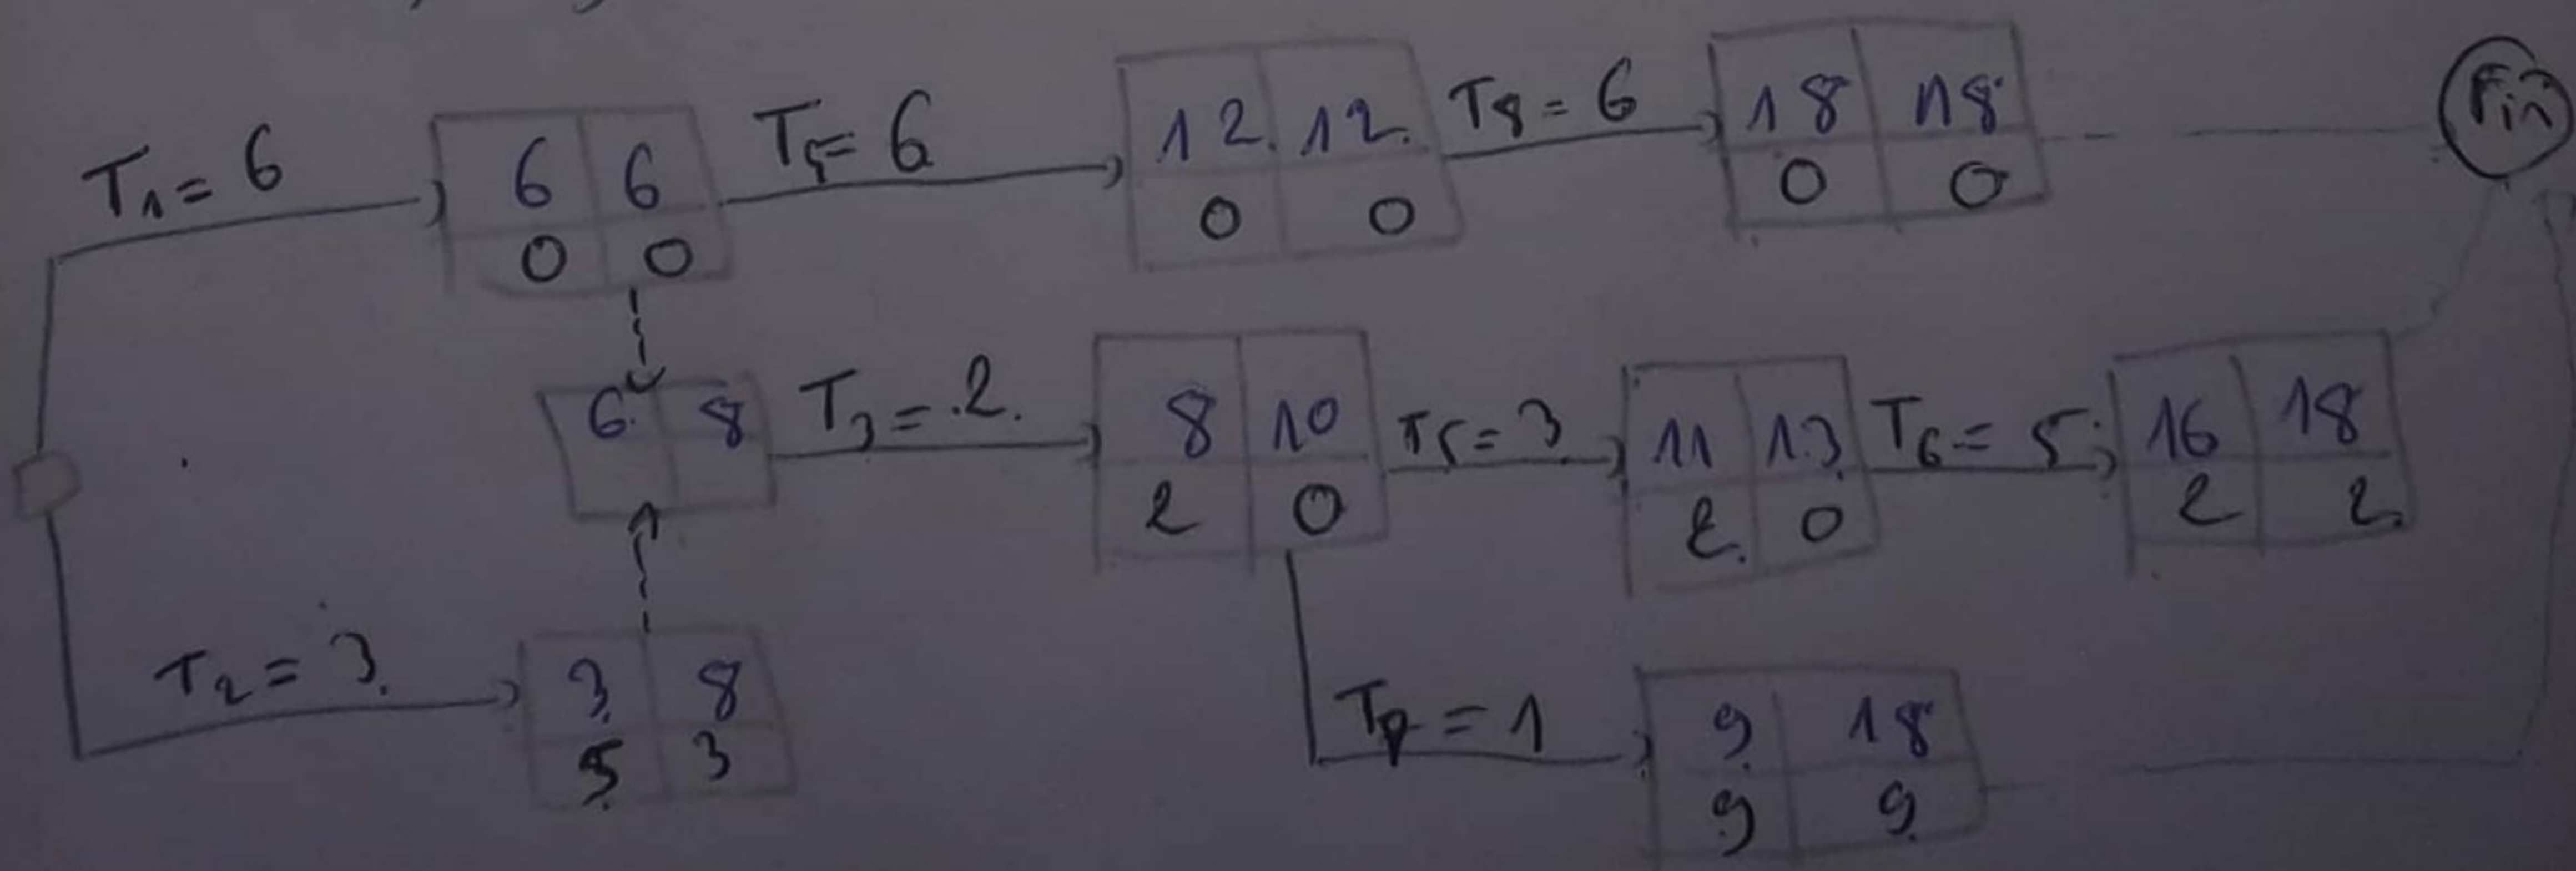 T1 = 6
6 6
0 0
T5 = 6
12. 12.
0 0
T8 = 6
18 18
0 0
Fin
6. 8
T3 = .2.
8 10
2 0
T5 = 3
11 13
2. 0
T6 = 5
16 18
2 2.
T2 = 3.
3. 8
5. 3
= 1
9. 18
9 9.